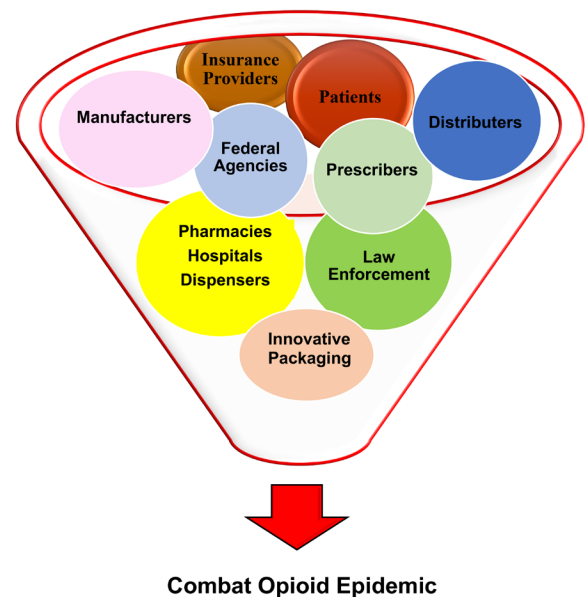 Insurance
Providers
Patients
Manufacturers
Distributers
Federal
Agencies
Prescribers
Pharmacies
Hospitals
Dispensers
Law
Enforcement
Innovative
Packaging
Combat Opioid Epidemic